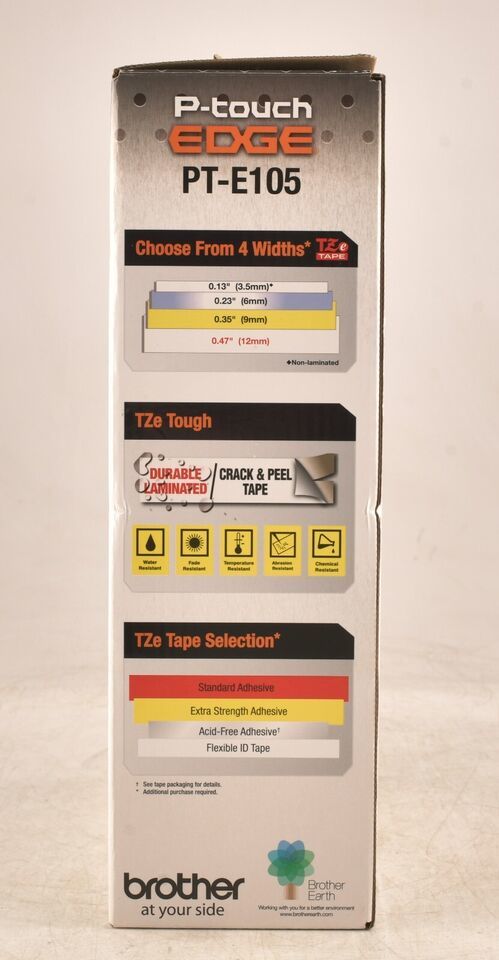 P-touch
EDGE
PT-E105
Choose From 4 Widths*
TZe
TAPE
0.13" (3.5mm)◆
0.23" (6mm)
0.35" (9mm)
0.47" (12mm)
◆Non-laminated
TZe Tough
DURABLE
LAMINATED
CRACK & PEEL
TAPE
Water
Resistant
Fade
Resistant
Temperature
Resistant
Abrasion
Resistant
Chemical
Resistant
TZe Tape Selection*
Standard Adhesive
Extra Strength Adhesive
Acid-Free Adhesive†
Flexible ID Tape
† See tape packaging for details.
* Additional purchase required.
brother
at your side
Brother
Earth
Working with you for a better environment
www.brotherearth.com